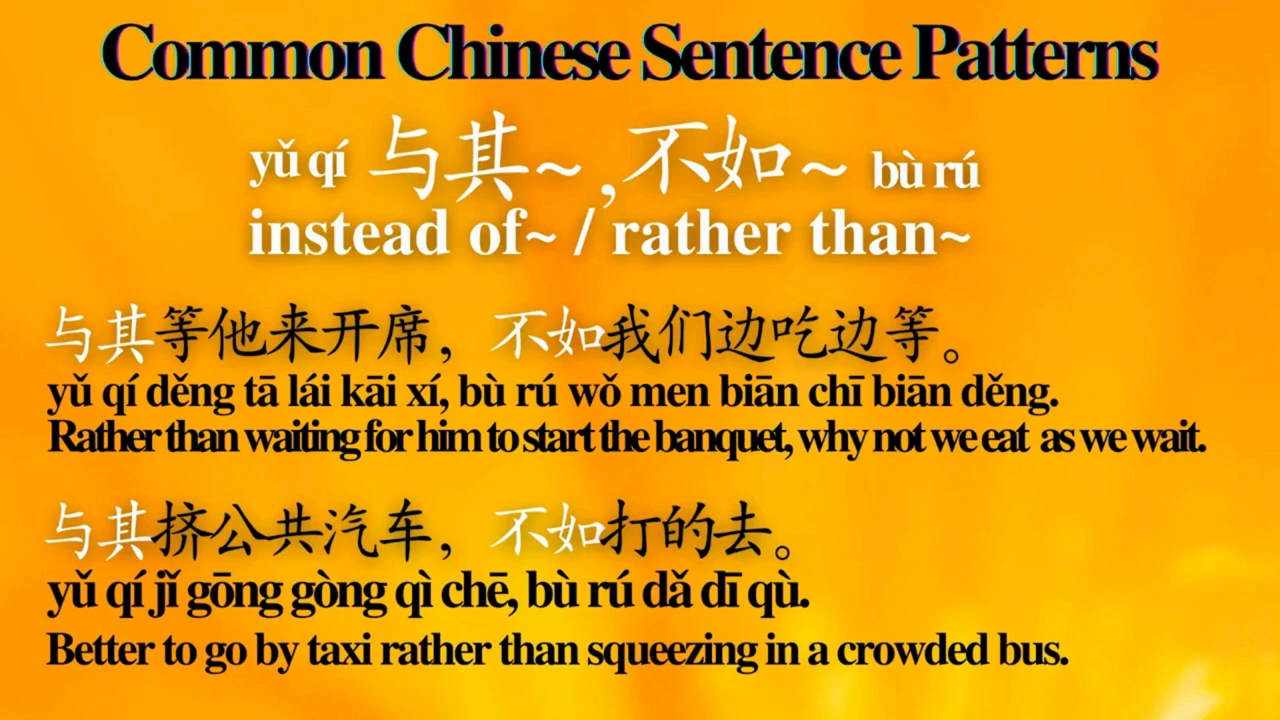 Common Chinese Sentence Patterns
yǔ qí 与其~,不如~ bù rú
instead of~ / rather than~
与其等他来开席，不如我们边吃边等。
yǔ qí děng tā lái kāi xí, bù rú wǒ men biān chī biān děng.
Rather than waiting for him to start the banquet, why not we eat as we wait.
与其挤公共汽车，不如打的去。
yǔ qí jǐ gōng gòng qì chē, bù rú dǎ dī qù.
Better to go by taxi rather than squeezing in a crowded bus.